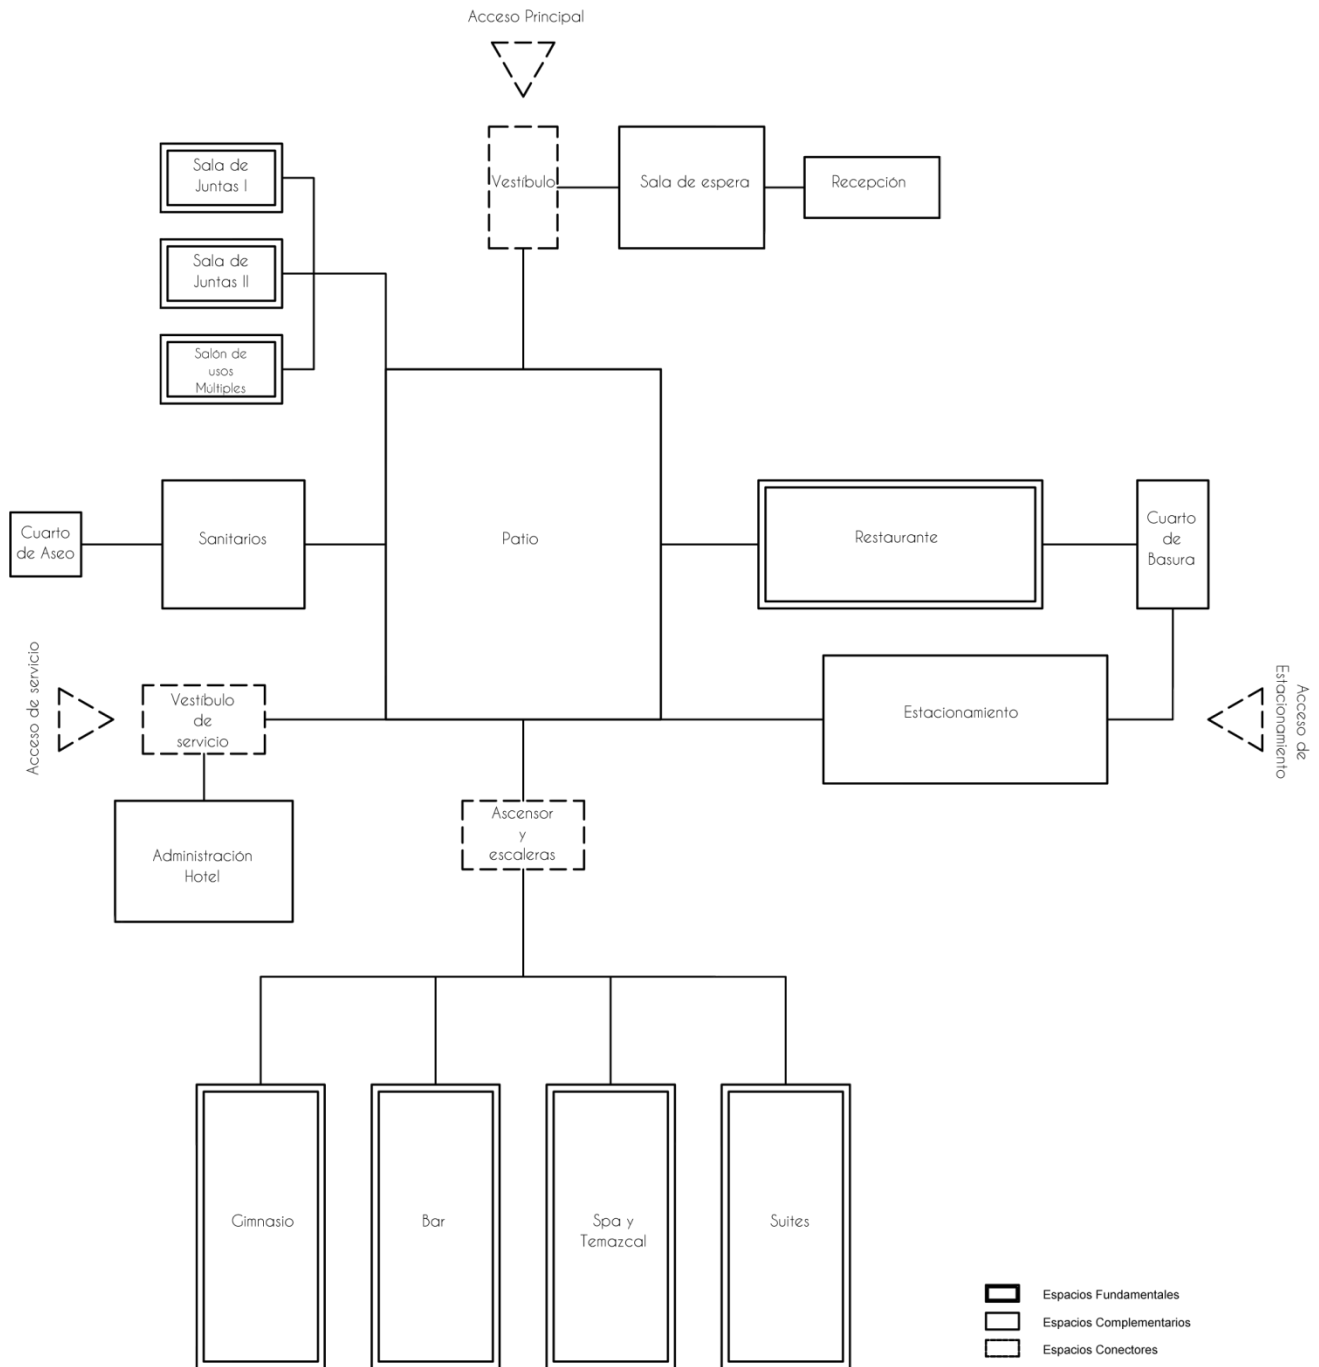 Acceso Principal
Sala de
Juntas I
Vestíbulo
Sala de espera
Recepción
Sala de
Juntas II
Salón de
usos
Múltiples
Cuarto
de Aseo
Sanitarios
Patio
Restaurante
Cuarto
de
Basura
Acceso de servicio
Vestíbulo
de
servicio
Estacionamiento
Acceso de
Estacionamiento
Administración
Hotel
Ascensor
y
escaleras
Gimnasio
Bar
Spa y
Temazcal
Suites
Espacios Fundamentales
Espacios Complementarios
Espacios Conectores